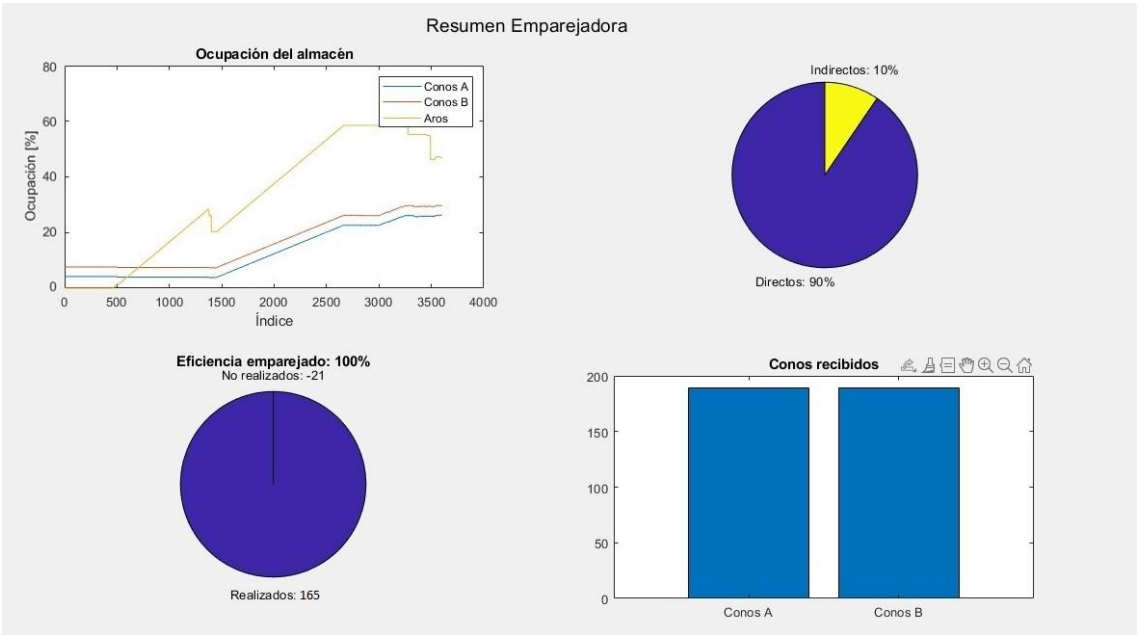 Resumen Emparejadora
Ocupación del almacén
80
60
40
20
0
Ocupación [%]
0 500 1000 1500 2000 2500 3000 3500 4000
Índice
Conos A
Conos B
Aros
Indirectos: 10%
Directos: 90%
Eficiencia emparejado: 100%
No realizados: -21
Realizados: 165
Conos recibidos
200
150
100
50
0
Conos A Conos B